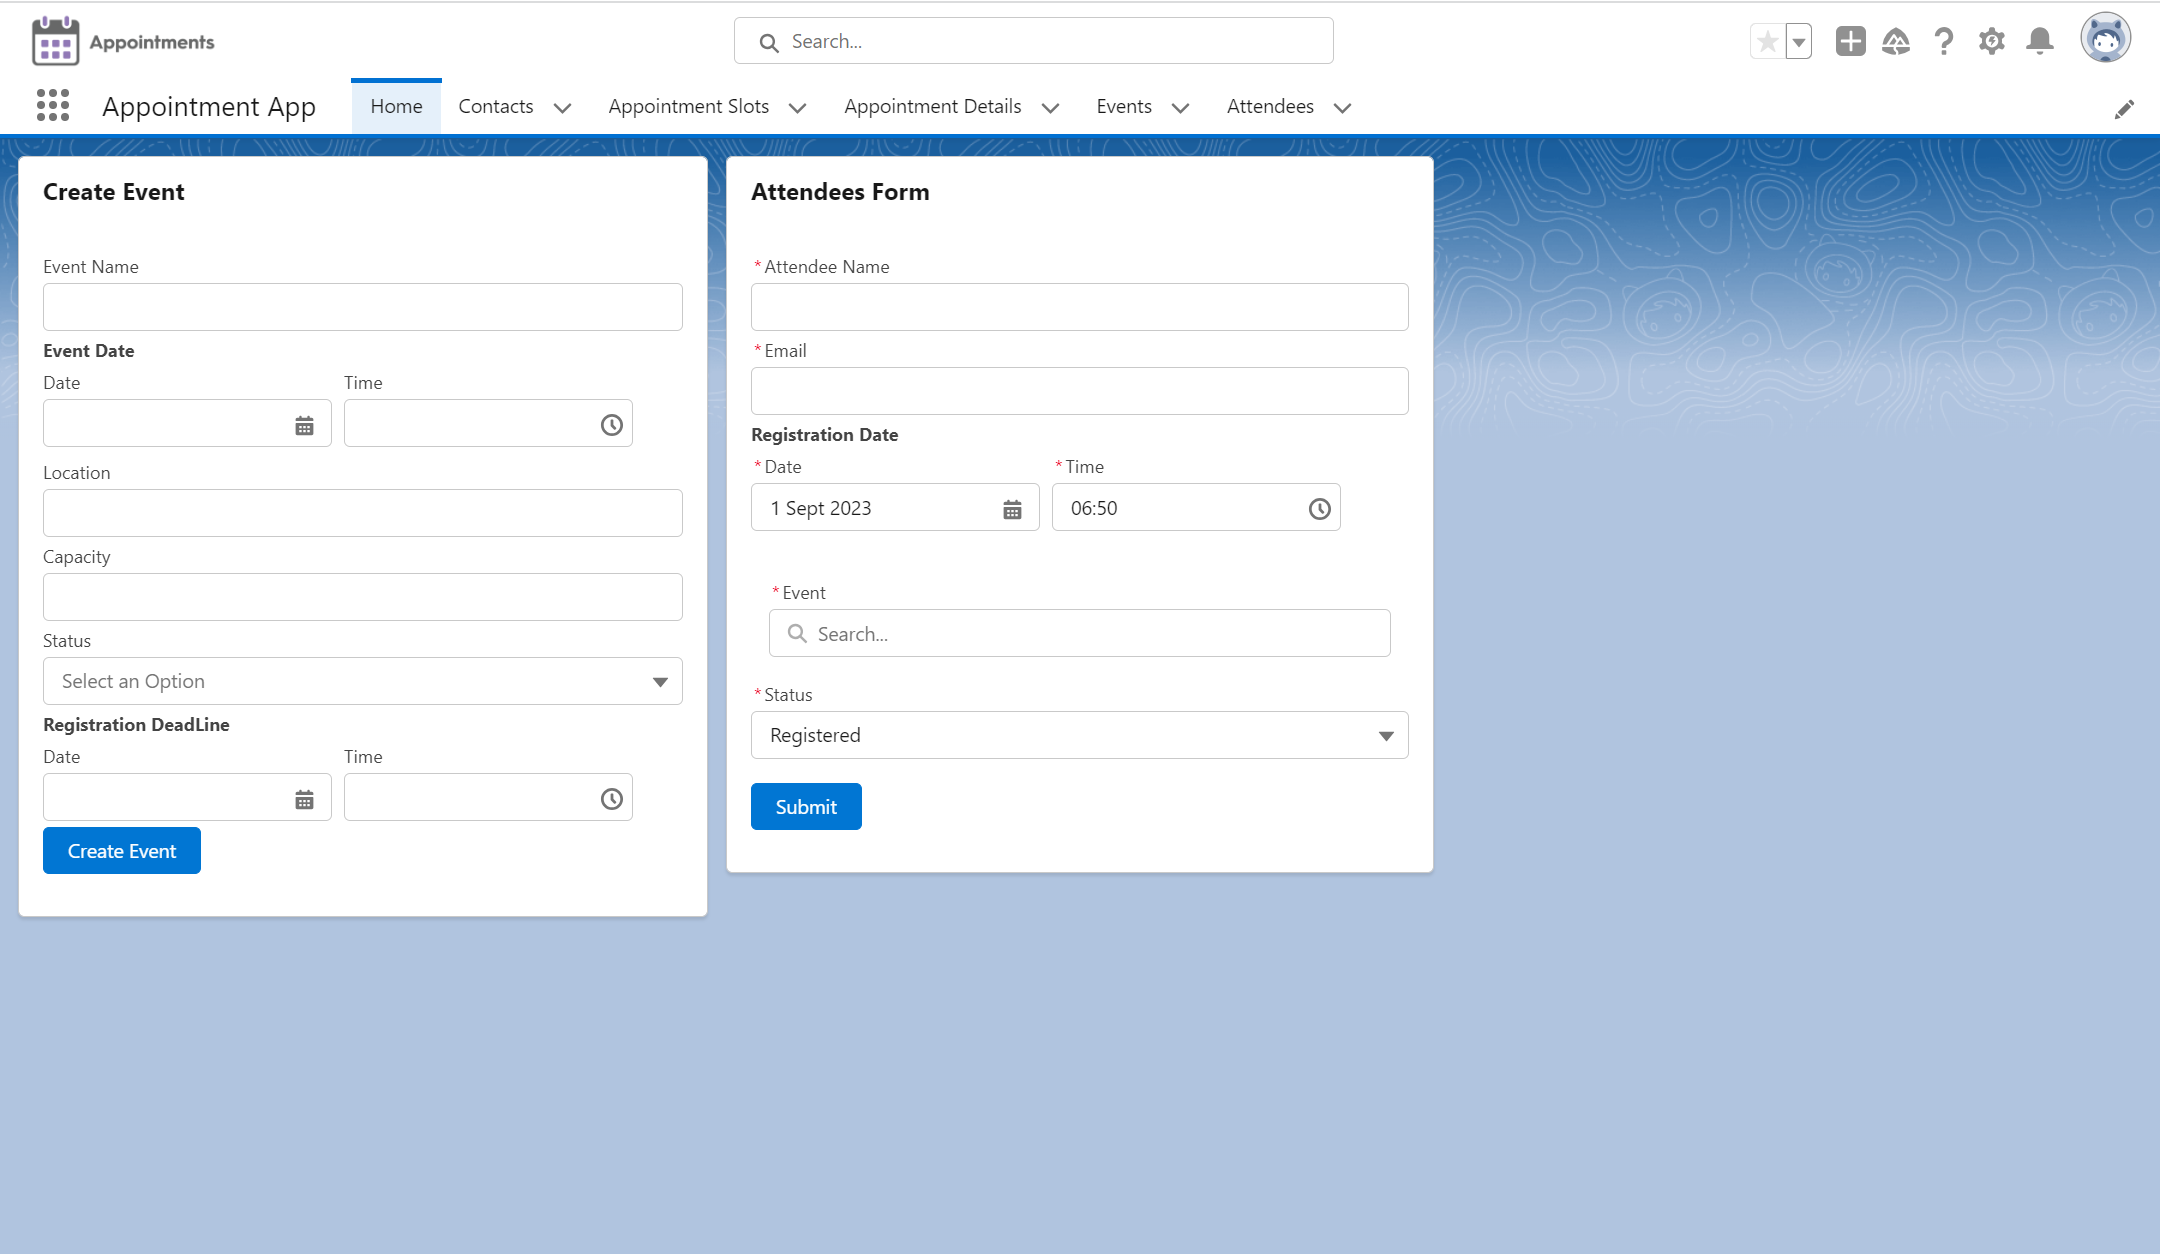 Appointments
Search...
Appointment App
Home
Contacts
Appointment Slots
Appointment Details
Events
Attendees
Create Event
Event Name
Event Date
Date
Time
Location
Capacity
Status
Select an Option
Registration DeadLine
Date
Time
Create Event
Attendees Form
*Attendee Name
*Email
Registration Date
*Date
*Time
1 Sept 2023
06:50
*Event
Search...
*Status
Registered
Submit